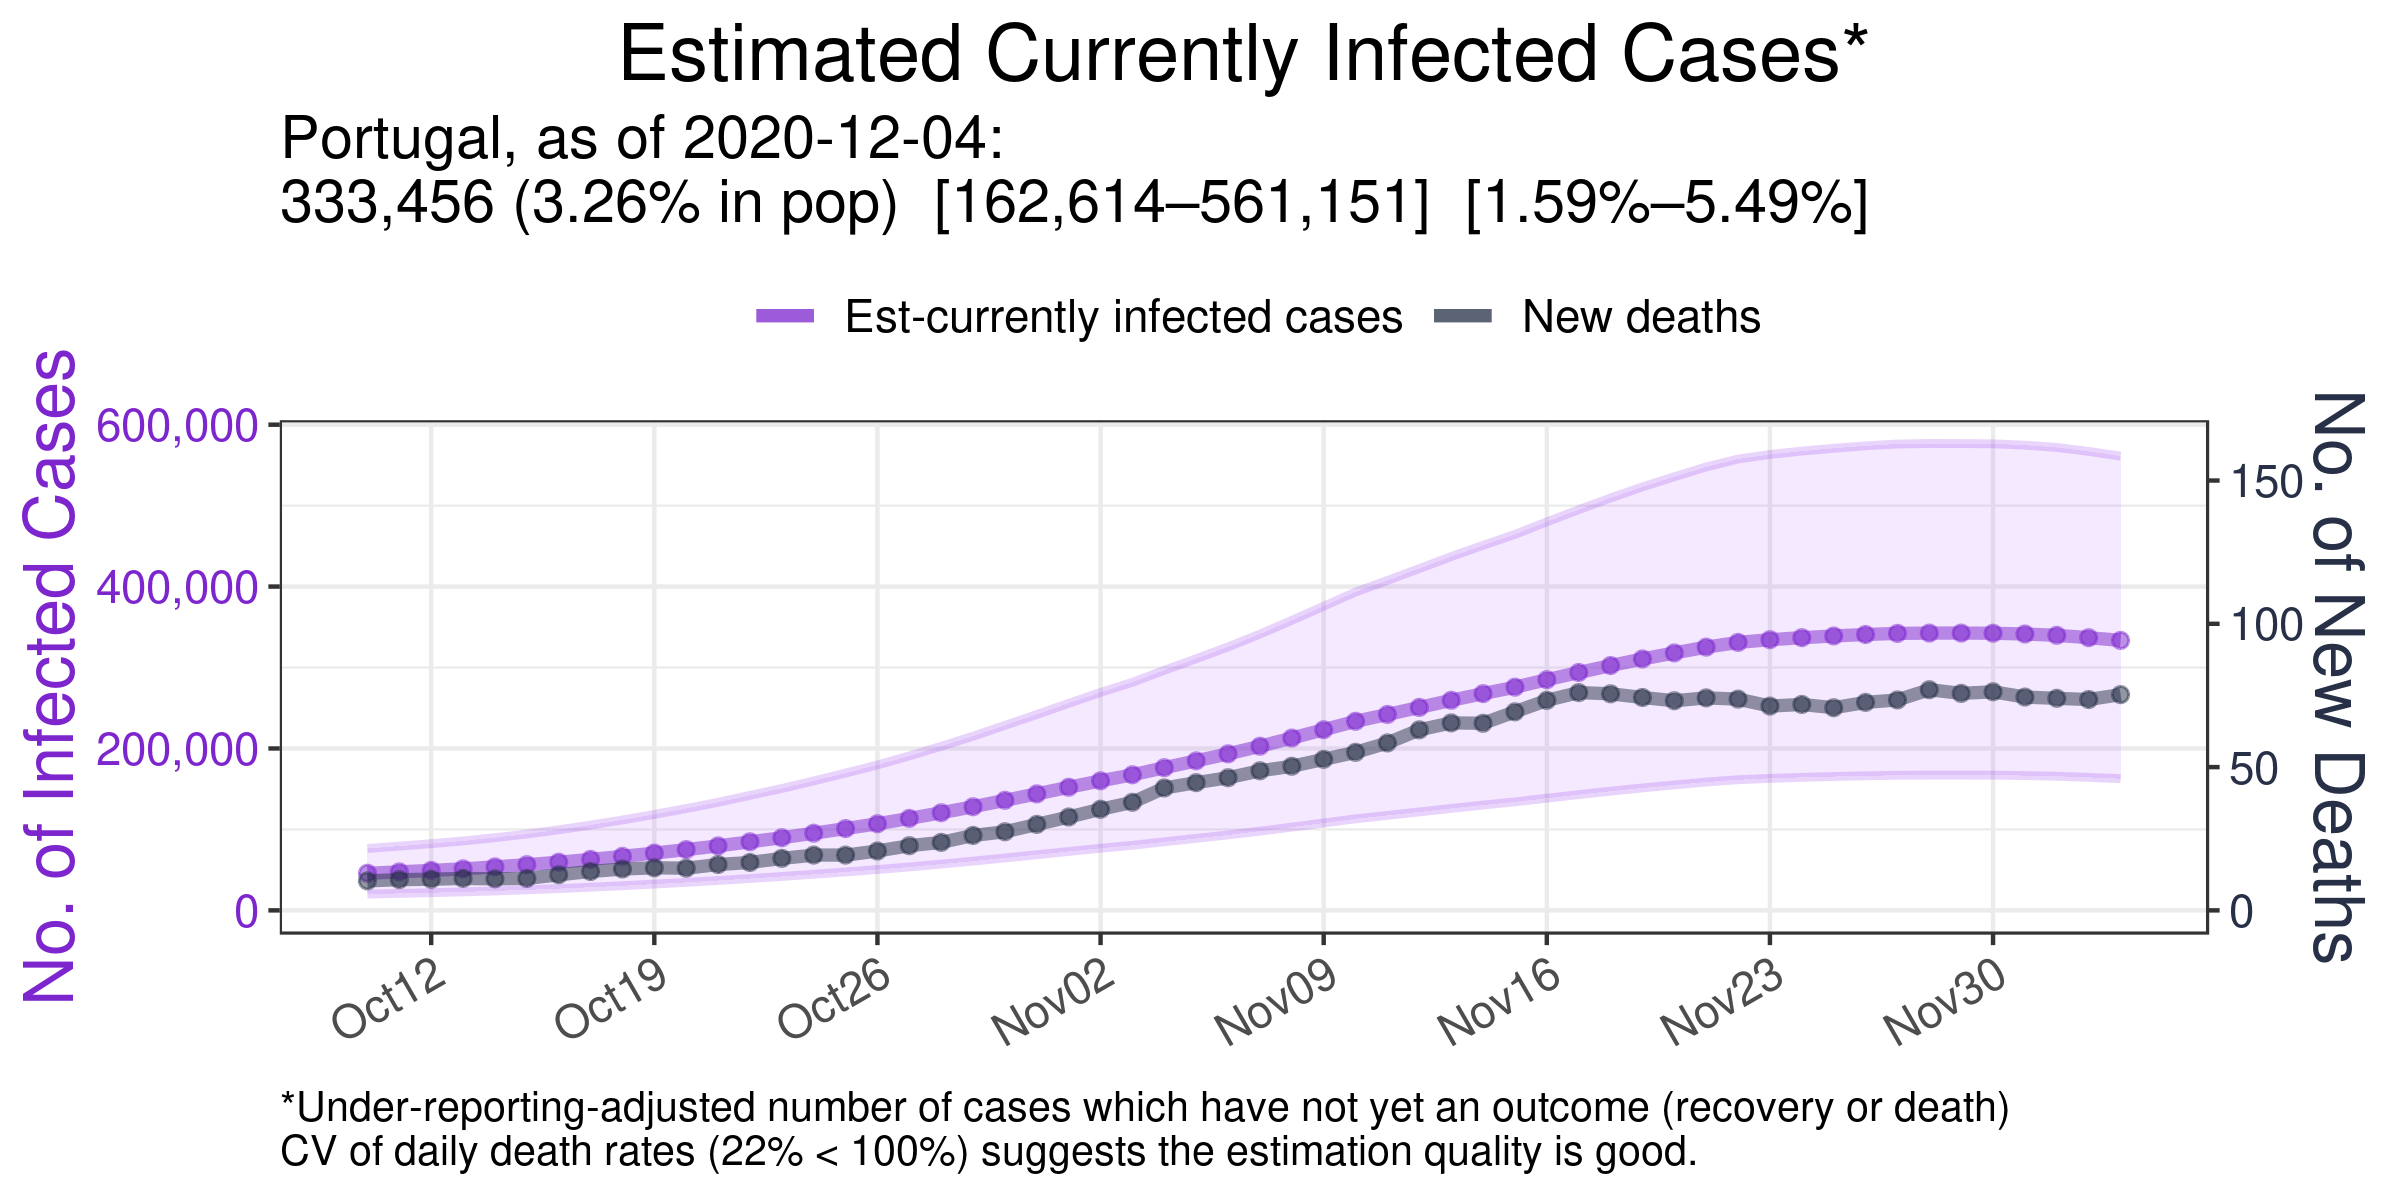 Estimated Currently Infected Cases*
Portugal, as of 2020-12-04:
333,456 (3.26% in pop) [162,614–561,151] [1.59%–5.49%]
Est-currently infected cases
New deaths
No. of Infected Cases
600,000
400,000
200,000
0
150
100
50
0
No. of New Deaths
Oct12
Oct19
Oct26
Nov02
Nov09
Nov16
Nov23
Nov30
*Under-reporting-adjusted number of cases which have not yet an outcome (recovery or death)
CV of daily death rates (22% < 100%) suggests the estimation quality is good.